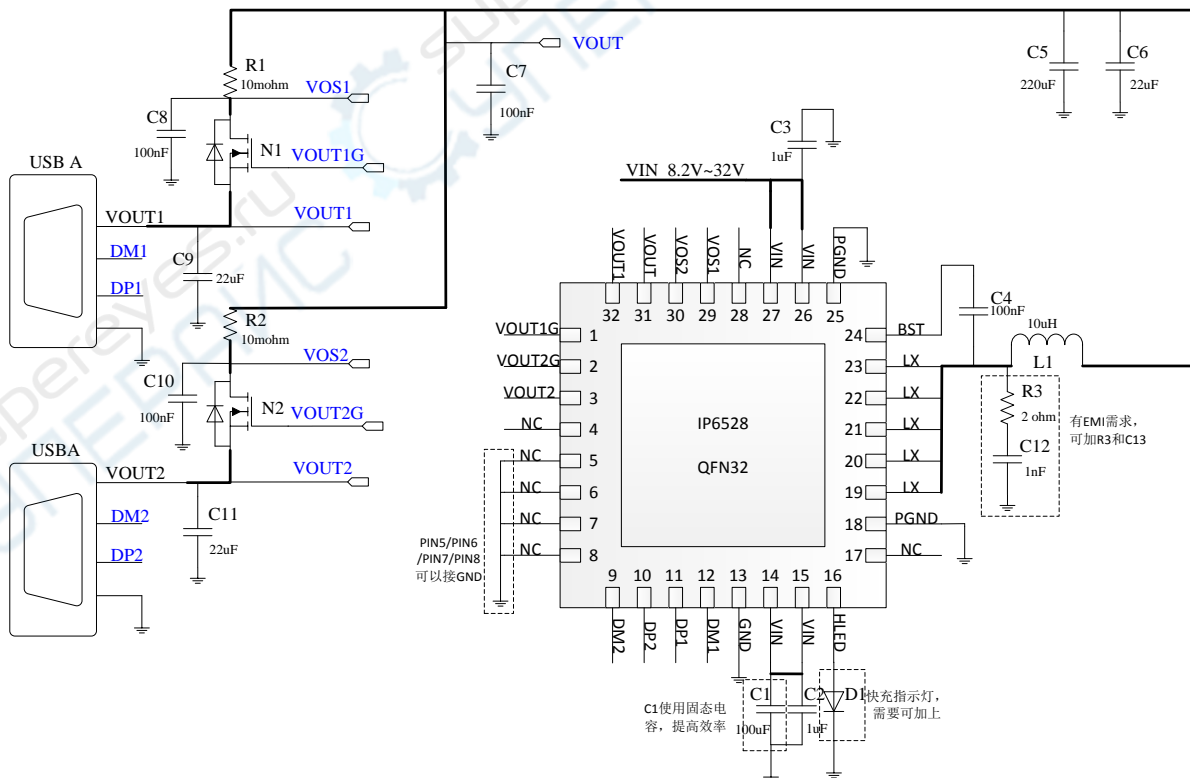 R1
10mohm
VOS1
C8
100nF
N1
VOUT1G
USB A
VOUT1
VOUT1
DM1
C9
22uF
DP1
R2
10mohm
VOS2
C10
100nF
N2
VOUT2G
USBA
VOUT2
VOUT2
DM2
C11
22uF
DP2
VOUT
C7
100nF
C5
220uF
C6
22uF
C3
1uF
VIN 8.2V~32V
VOUT1
VOUT
VOS2
VOS1
NC
VIN
VIN
PGND
32
31
30
29
28
27
26
25
VOUT1G
1
VOUT2G
2
VOUT2
3
NC
4
NC
5
NC
6
NC
7
NC
8
PIN5/PIN6
/PIN7/PIN8
可以接GND
IP6528
QFN32
24
BST
23
LX
22
LX
21
LX
20
LX
19
LX
18
PGND
17
NC
C4
100nF
10uH
L1
R3
2 ohm
C12
1nF
有EMI需求，
可加R3和C13
9
10
11
12
13
14
15
16
DM2
DP2
DP1
DM1
GND
VIN
VIN
HLED
C1使用固态电
容，提高效率
C1
100uF
C2
1uF
D1
快充指示灯，
需要可加上
supereyes.ru
СУПЕРАЙС